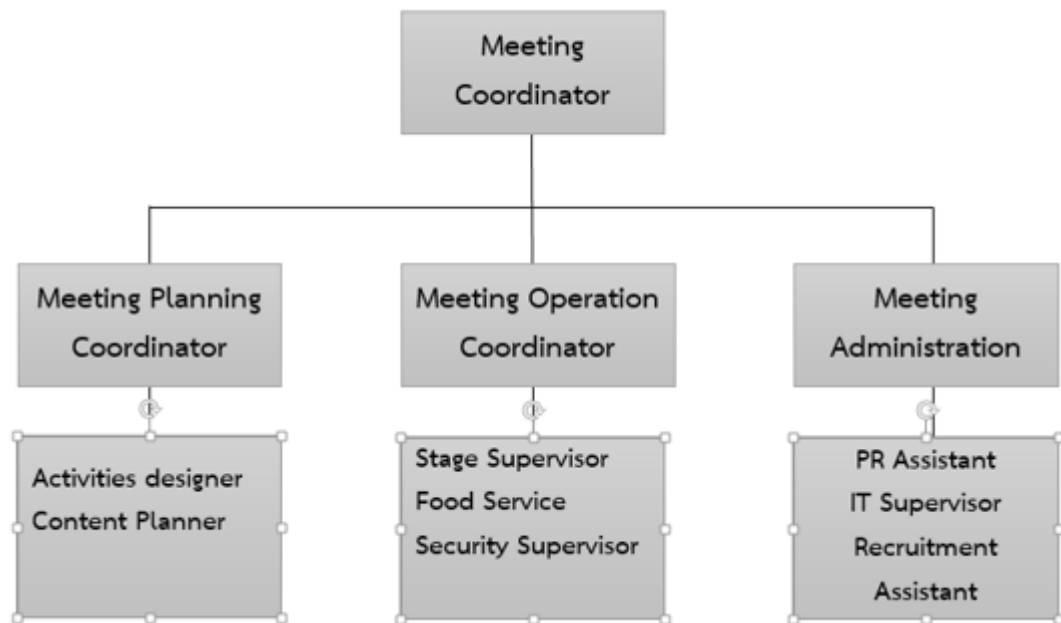 Meeting
Coordinator
Meeting Planning
Coordinator
Meeting Operation
Coordinator
Meeting
Administration
Activities designer
Content Planner
Stage Supervisor
Food Service
Security Supervisor
PR Assistant
IT Supervisor
Recruitment
Assistant